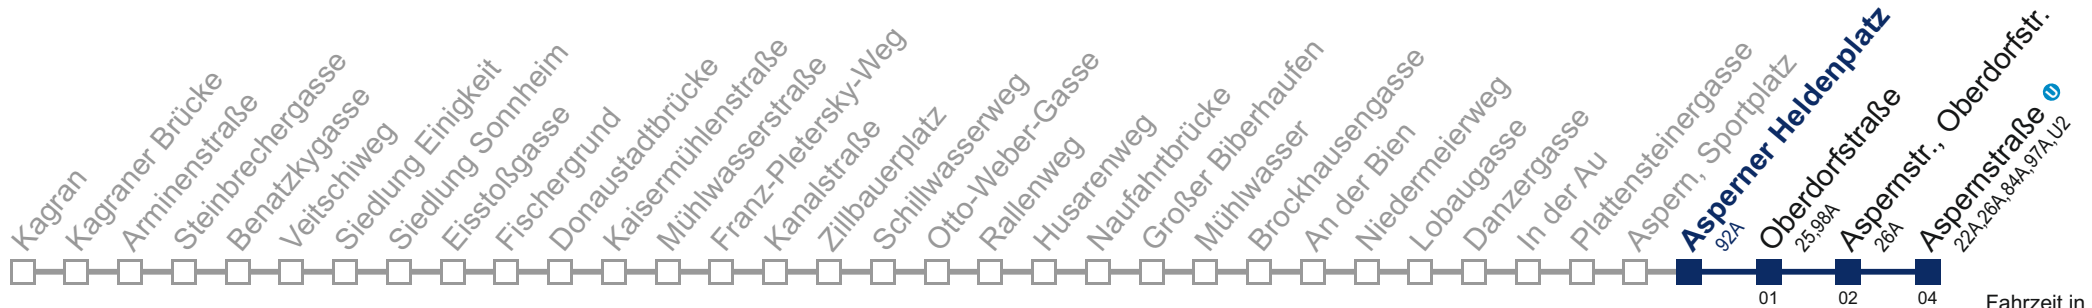 Kagran
Kagraner Brücke
Arminenstraße
Steinbrechergasse
Benatzkygasse
Veitschiweg
Siedlung Einigkeit
Siedlung Sonnheim
Eisstoßgasse
Fischergrund
Donaustadtbrücke
Kaisermühlenstraße
Mühlwasserstraße
Franz-Pletersky-Weg
Kanalstraße
Zillbauerplatz
Schillwasserweg
Otto-Weber-Gasse
Rallenweg
Husarenweg
Naufahrtbrücke
Großer Biberhaufen
Mühlwasser
Brockhausengasse
An der Bien
Niedermeierweg
Lobaugasse
Danzergasse
In der Au
Plattensteinergasse
Aspern, Sportplatz
Asperner Heldenplatz
92A
Oberdorfstraße
25,98A
Aspernstr., Oberdorfstr.
26A
Aspernstraße U
22A,26A,84A,97A,U2
01
02
04
Fahrzeit in